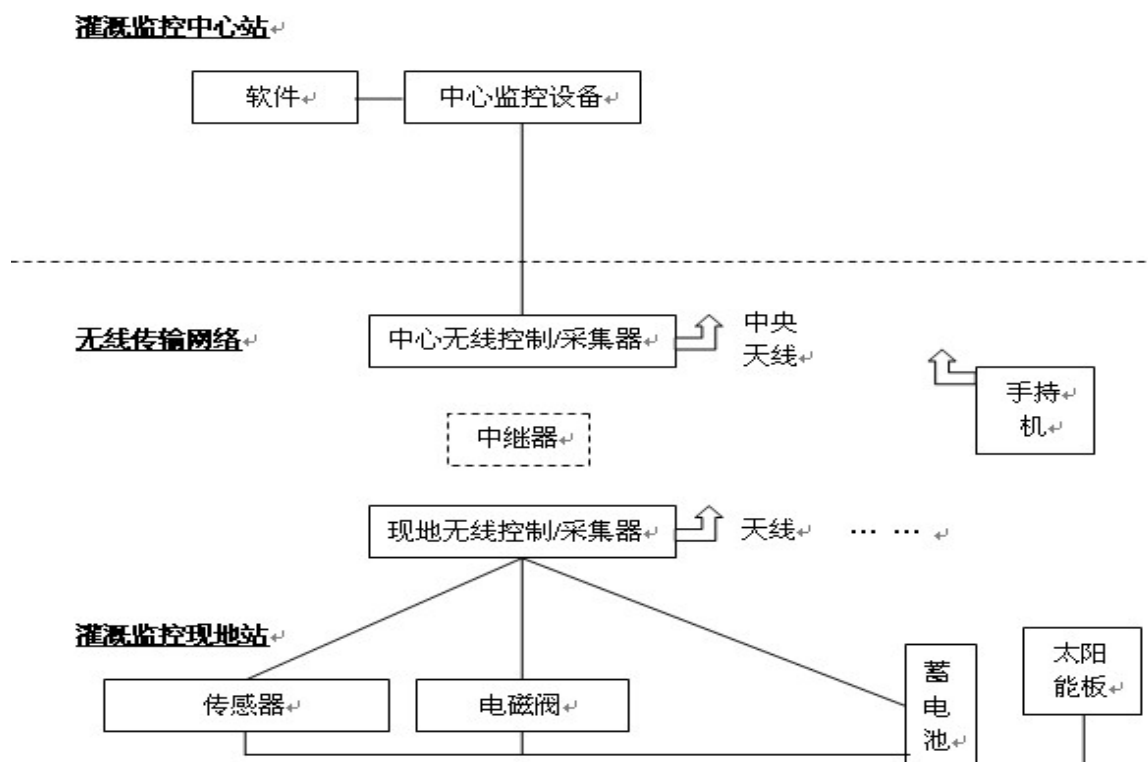 灌溉监控中心站
软件
中心监控设备
无线传输网络
中心无线控制/采集器
中央
天线
手持
机
中继器
现地无线控制/采集器
天线
… …
灌溉监控现地站
传感器
电磁阀
蓄
电
池
太阳
能板